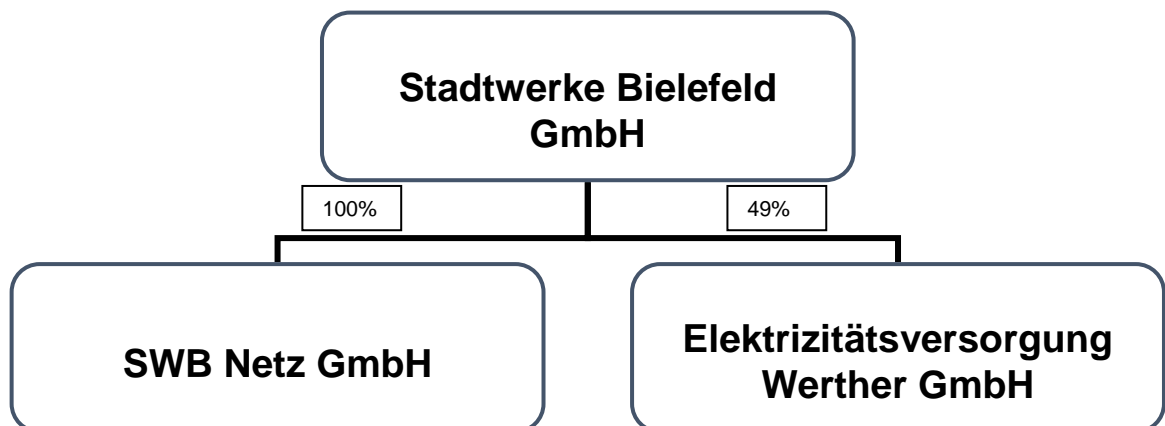 Stadtwerke Bielefeld
GmbH
100%
49%
SWB Netz GmbH
Elektrizitätsversorgung
Werther GmbH